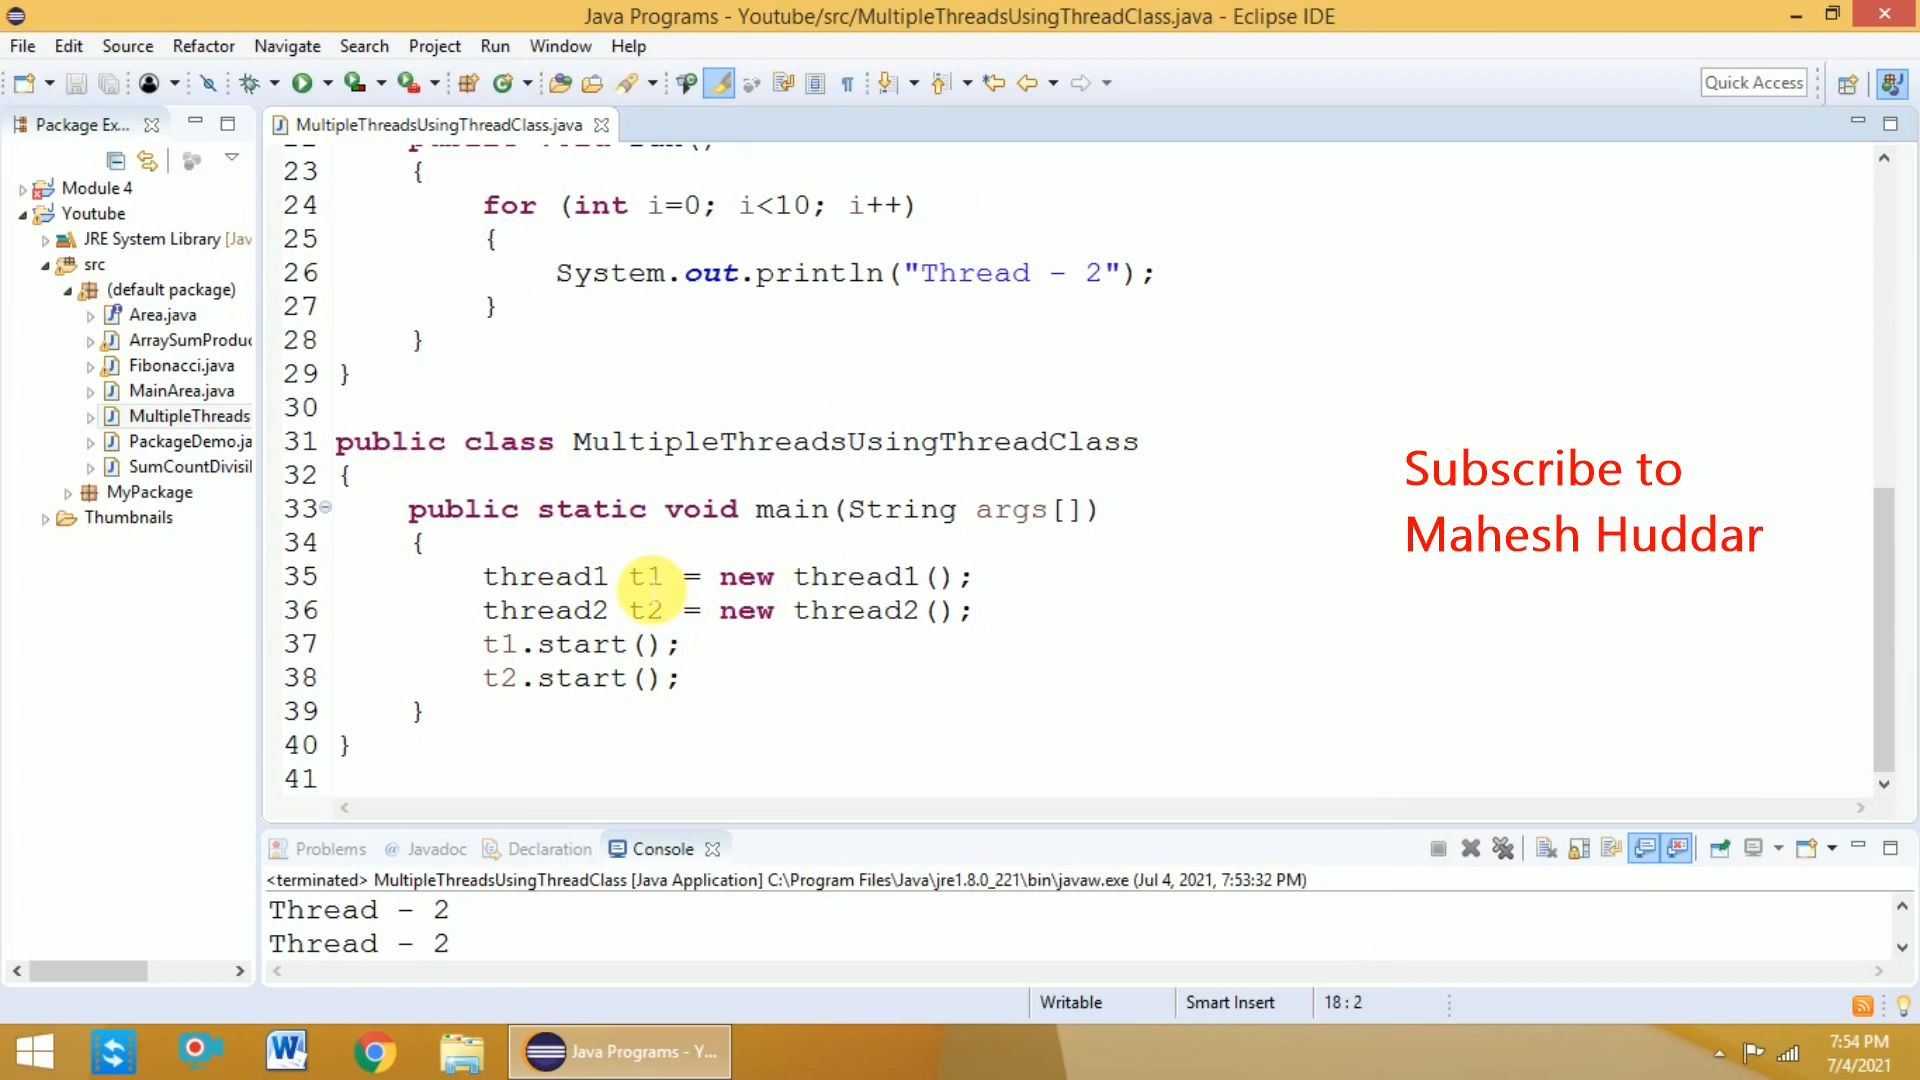 Java Programs - Youtube/src/MultipleThreadsUsingThreadClass.java - Eclipse IDE
File Edit Source Refactor Navigate Search Project Run Window Help
Quick Access
Package Ex...
MultipleThreadsUsingThreadClass.java
Module 4
Youtube
JRE System Library [Jav
src
(default package)
Area.java
ArraySumProduc
Fibonacci.java
MainArea.java
MultipleThreads
PackageDemo.ja
SumCountDivisil
MyPackage
Thumbnails
23 {
24 for (int i=0; i<10; i++)
25 {
26 System.out.println("Thread - 2");
27 }
28 }
29 }
30
31 public class MultipleThreadsUsingThreadClass
32 {
33 public static void main(String args[])
34 {
35 thread1 t1 = new thread1();
36 thread2 t2 = new thread2();
37 t1.start();
38 t2.start();
39 }
40 }
41
Subscribe to
Mahesh Huddar
Problems @ Javadoc Declaration Console
<terminated> MultipleThreadsUsingThreadClass [Java Application] C:\Program Files\Java\jre1.8.0_221\bin\javaw.exe (Jul 4, 2021, 7:53:32 PM)
Thread - 2
Thread - 2
Writable Smart Insert 18 : 2
Java Programs - Y...
7:54 PM
7/4/2021